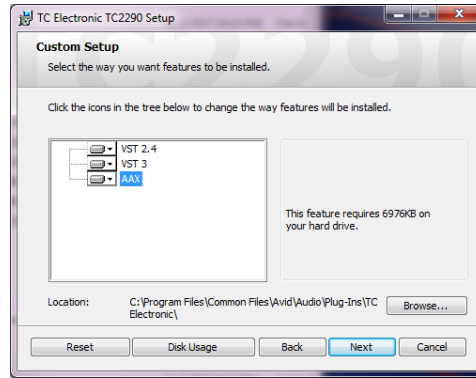 TC Electronic TC2290 Setup
Custom Setup
Select the way you want features to be installed.
Click the icons in the tree below to change the way features will be installed.
VST 2.4
VST 3
AAX
This feature requires 6976KB on
your hard drive.
Location:
C:\Program Files\Common Files\Avid\Audio\Plug-Ins\TC
Electronic\
Browse...
Reset
Disk Usage
Back
Next
Cancel